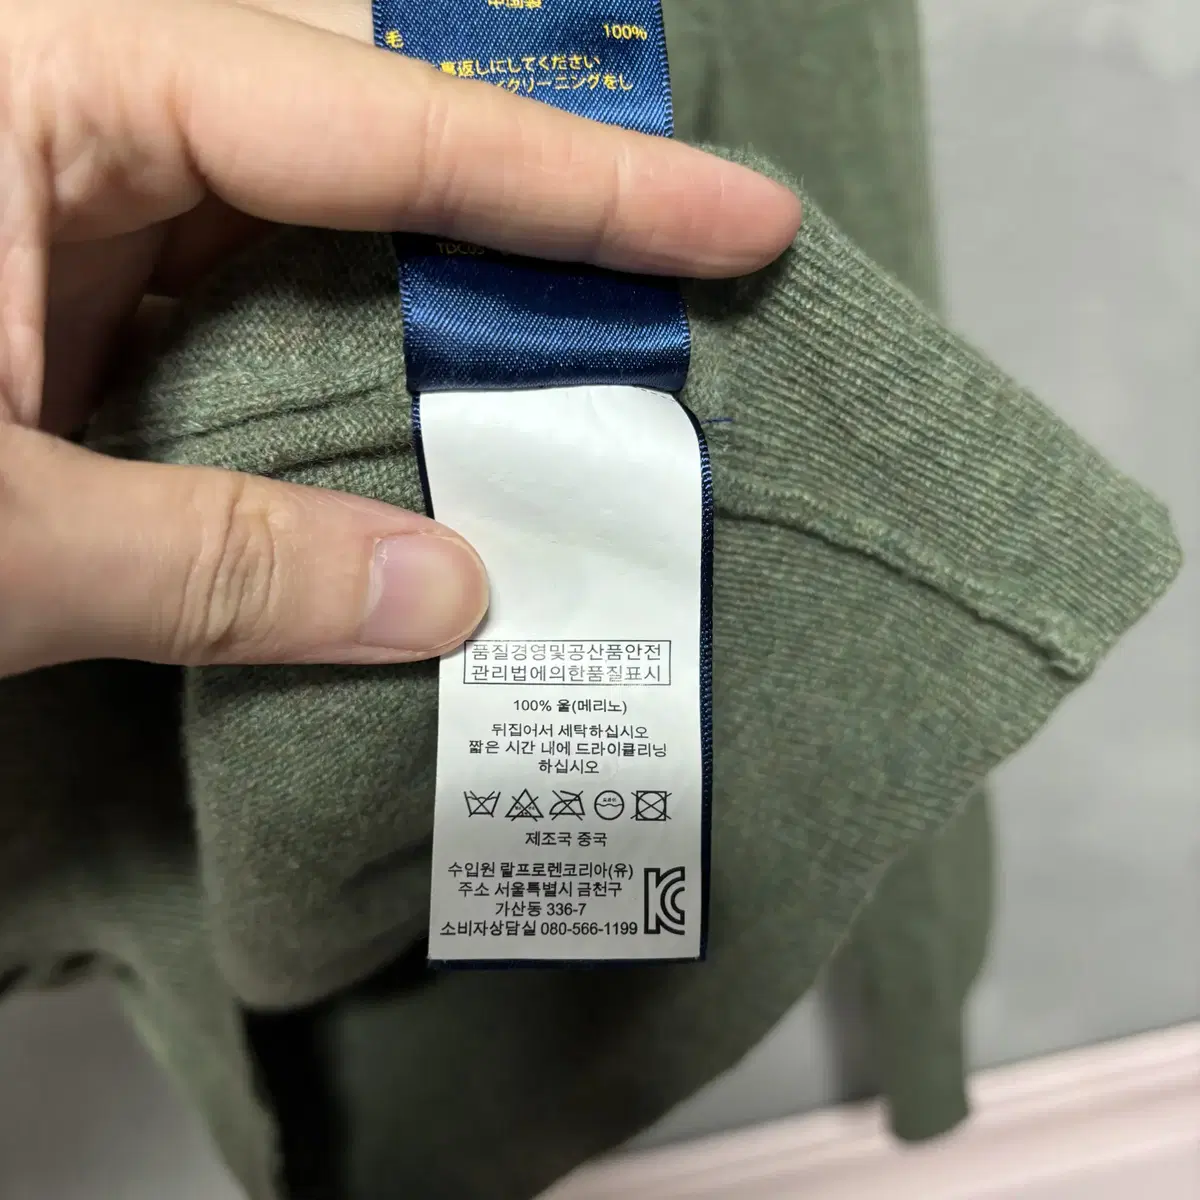 中国製
毛 100%
裏返しにしてください
クリーニングをし
品질경영및공산품안전
관리법에의한품질표시
100% 울(메리노)
뒤집어서 세탁하십시오
짧은 시간 내에 드라이클리닝
하십시오
제조국 중국
수입원 랄프로렌코리아(유)
주소 서울특별시 금천구
가산동 336-7
소비자상담실 080-566-1199